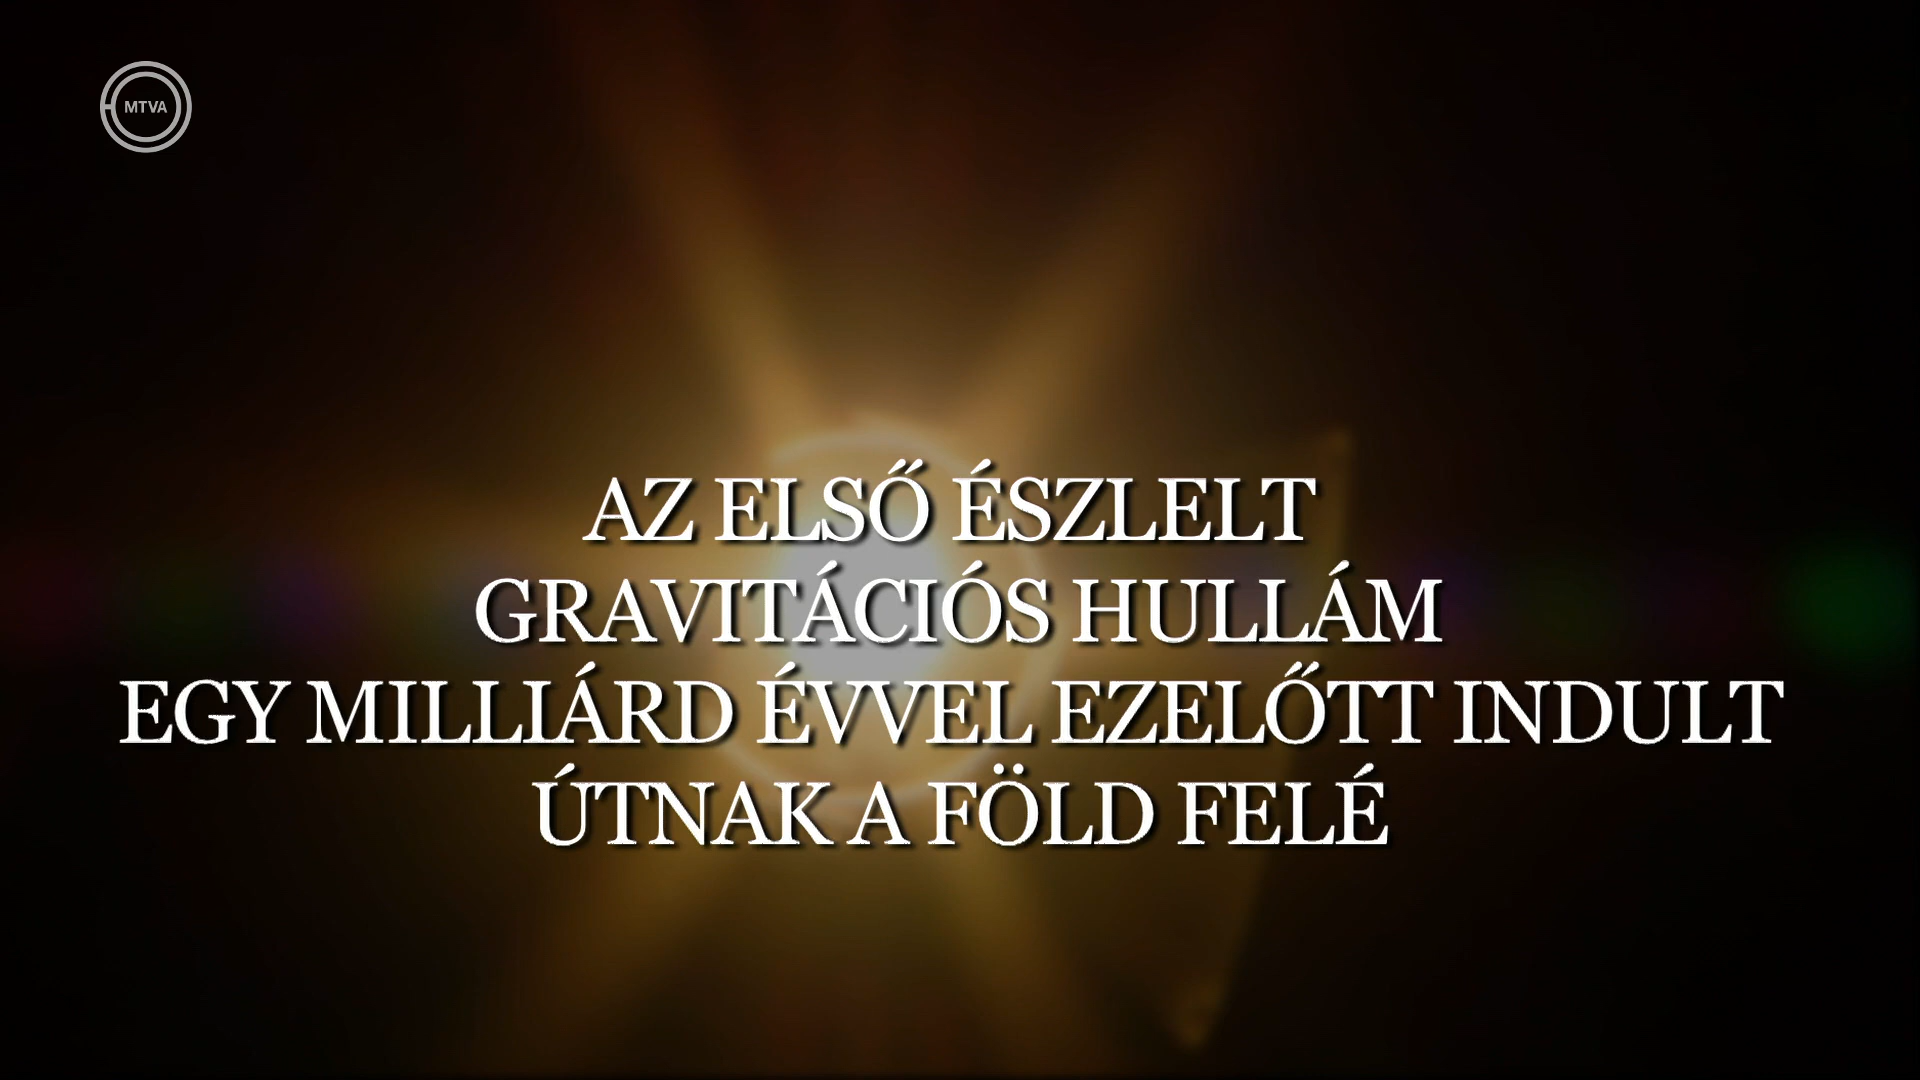 MTVA
AZ ELSŐ ÉSZLELT
GRAVITÁCIÓS HULLÁM
EGY MILLIÁRD ÉVVEL EZELŐTT INDULT
ÚTNAK A FÖLD FELÉ